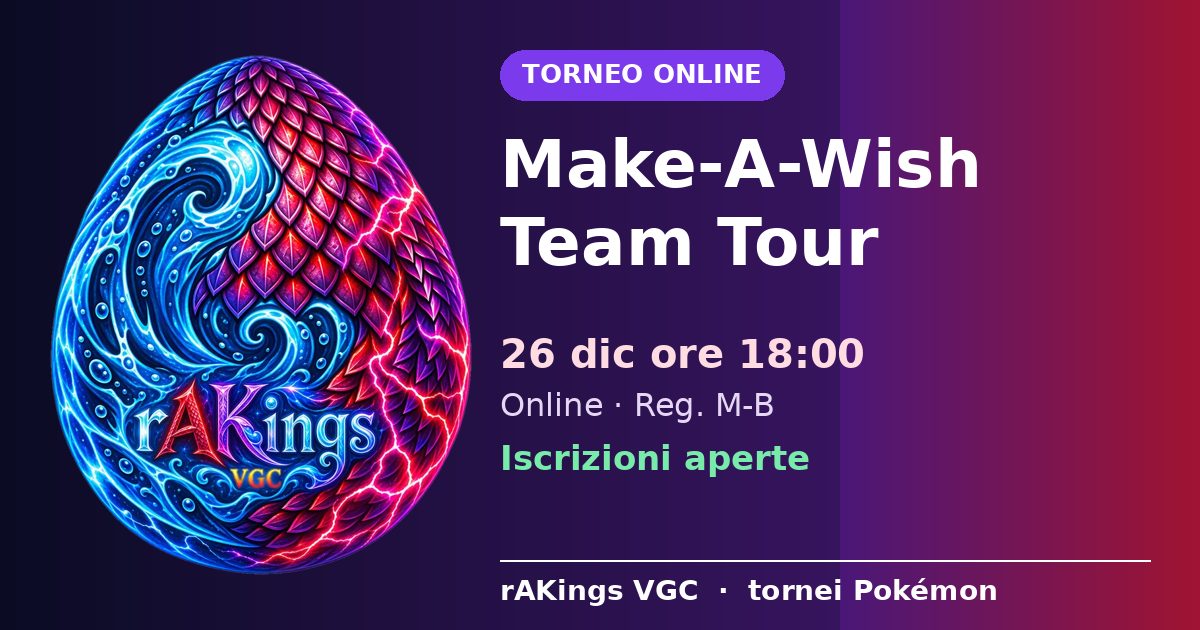 TORNEO ONLINE
Make-A-Wish
Team Tour
26 dic ore 18:00
Online · Reg. M-B
Iscrizioni aperte
rAKings
VGC
rAKings VGC · tornei Pokémon